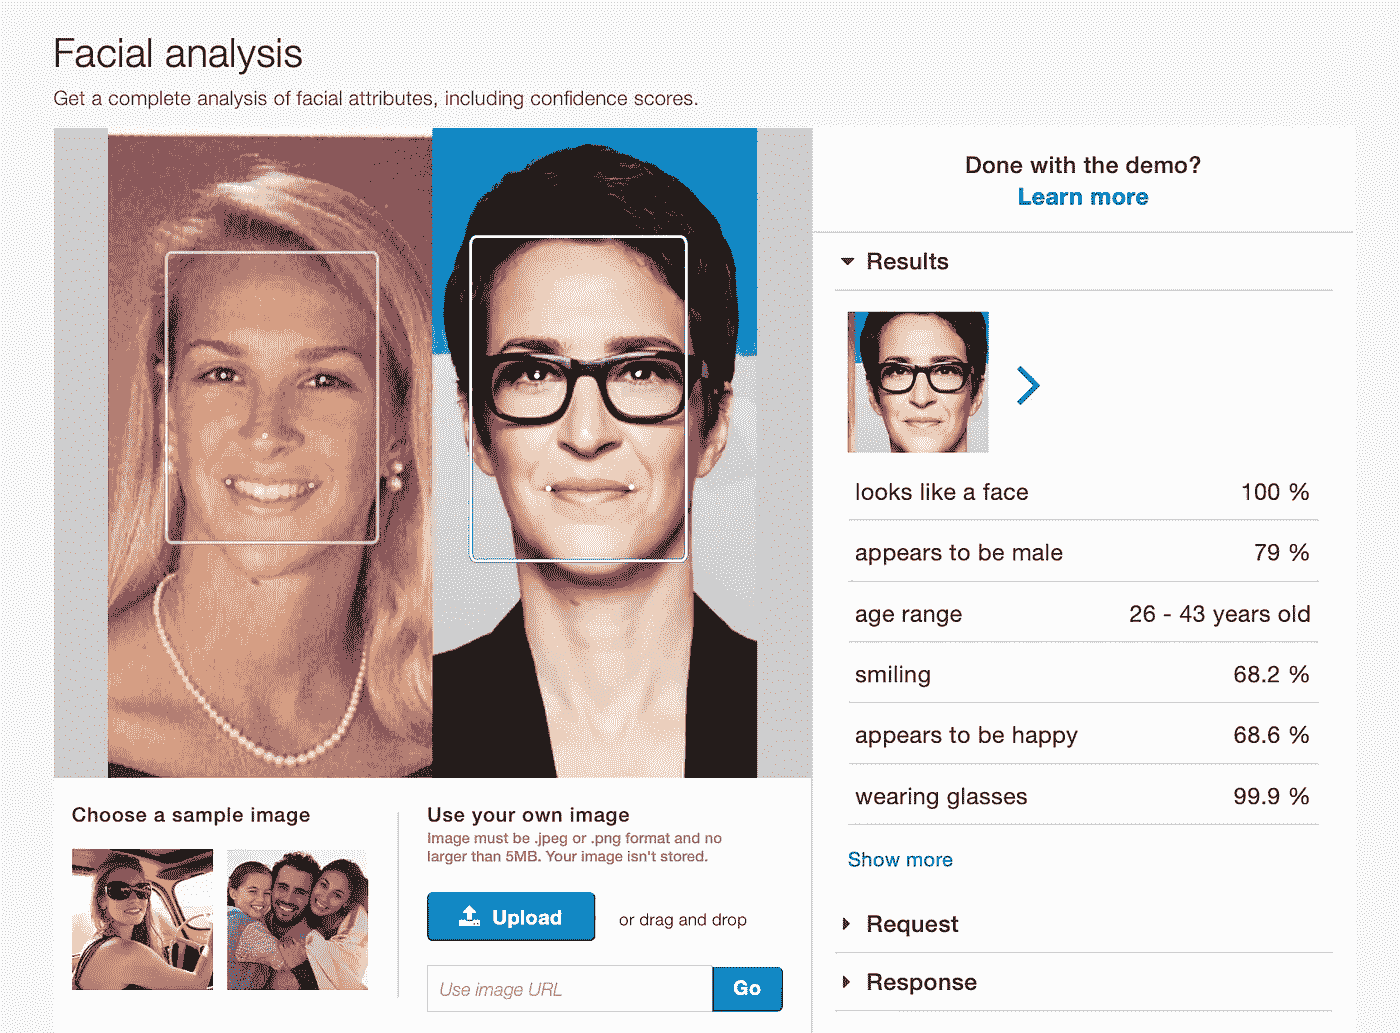 Facial analysis
Get a complete analysis of facial attributes, including confidence scores.
Done with the demo?
Learn more
Results
looks like a face 100 %
appears to be male 79 %
age range 26 - 43 years old
smiling 68.2 %
appears to be happy 68.6 %
wearing glasses 99.9 %
Show more
Request
Response
Choose a sample image
Use your own image
Image must be .jpeg or .png format and no
larger than 5MB. Your image isn't stored.
Upload or drag and drop
Use image URL Go